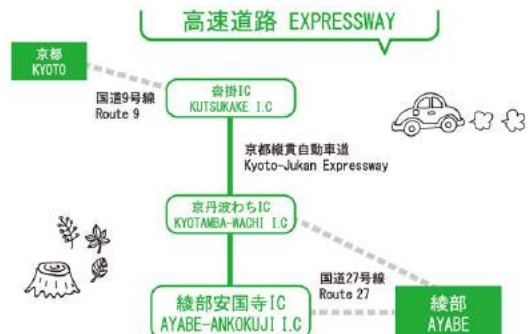 高速道路 EXPRESSWAY
京都
KYOTO
国道9号線
Route 9
沓掛IC
KUTSUKAKE I.C
京都縦貫自動車道
Kyoto-Jukan Expressway
京丹波わちIC
KYOTAMBA-WACHI I.C
国道27号線
Route 27
綾部安国寺IC
AYABE-ANKOKUJI I.C
綾部
AYABE